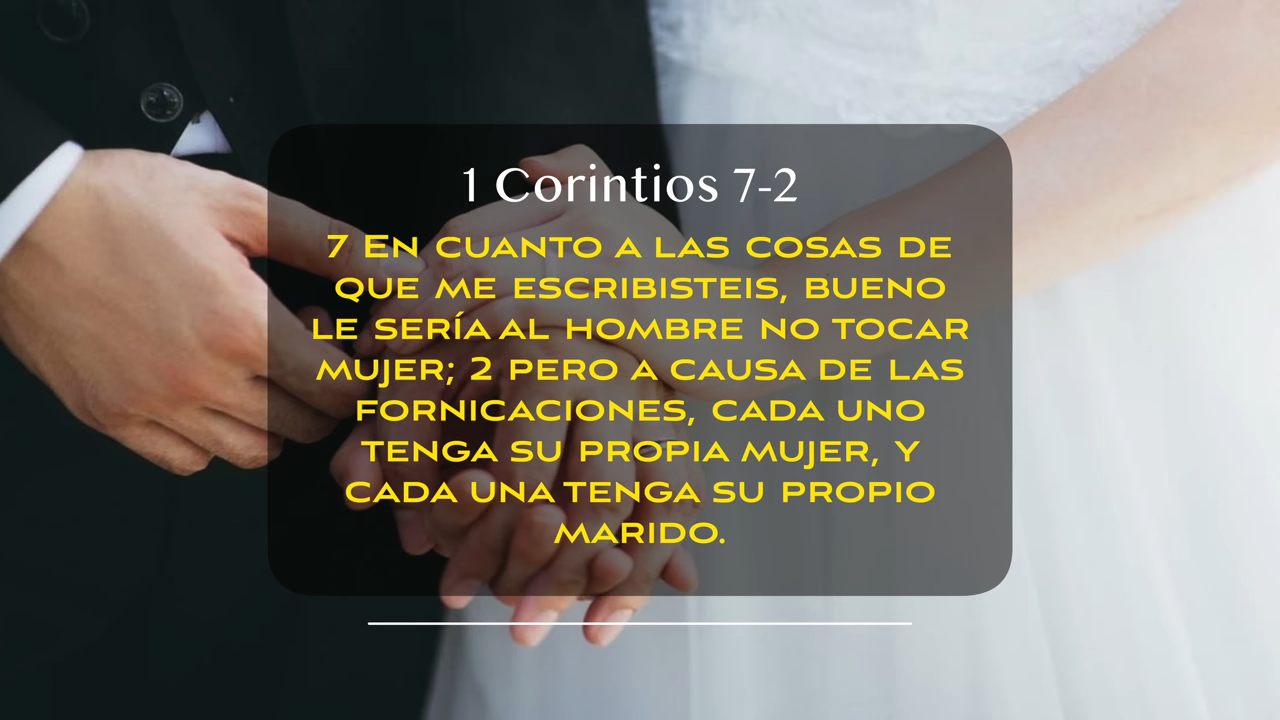 1 Corintios 7-2
7 En cuanto a las cosas de
que me escribisteis, bueno
le sería al hombre no tocar
mujer; 2 pero a causa de las
fornicaciones, cada uno
tenga su propia mujer, y
cada una tenga su propio
marido.